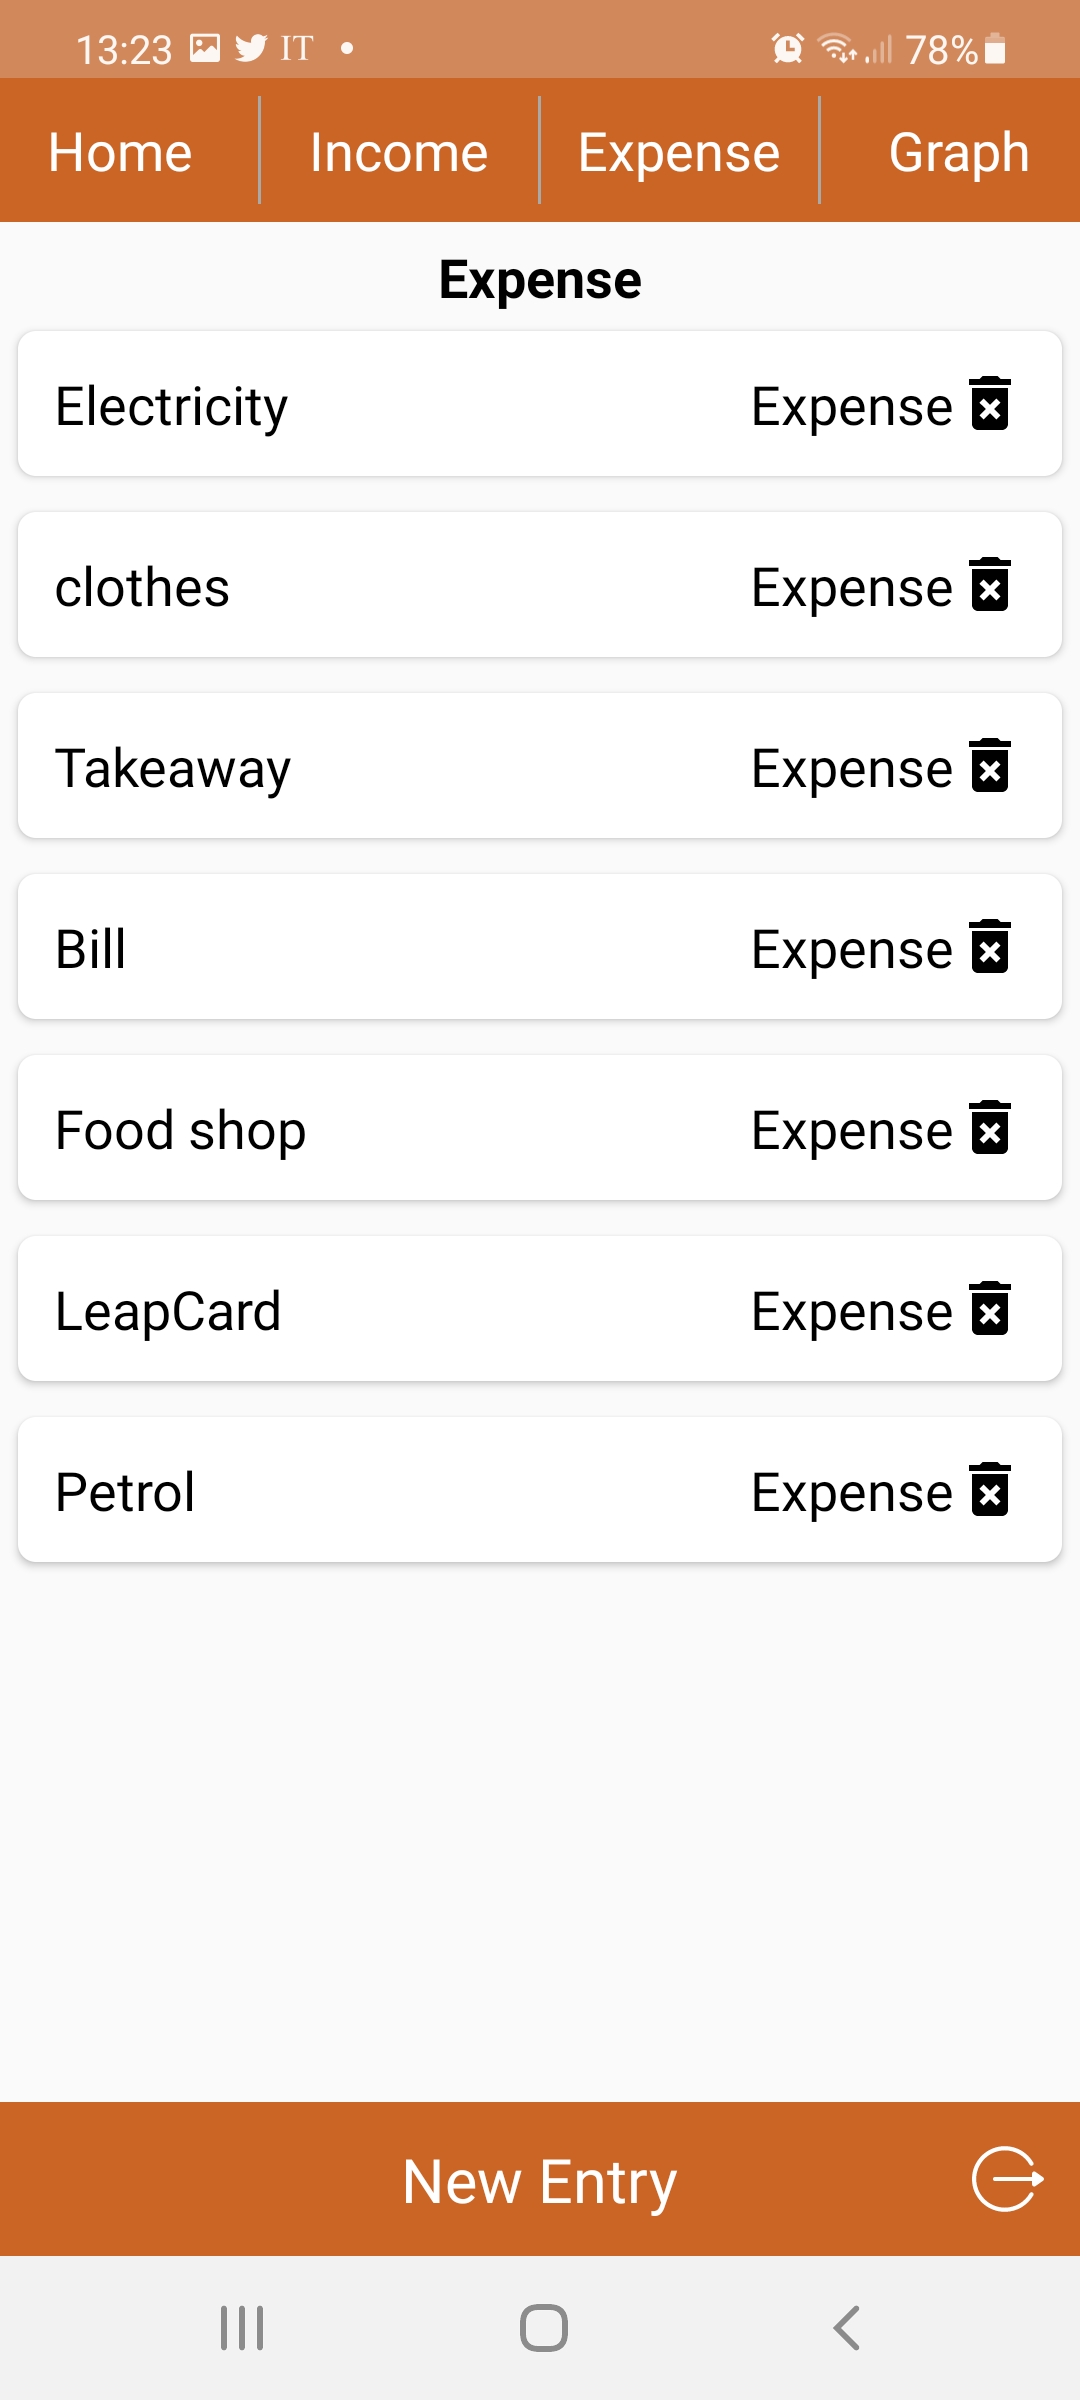 13:23 IT • 78%
Home Income Expense Graph
Expense
Electricity Expense
clothes Expense
Takeaway Expense
Bill Expense
Food shop Expense
LeapCard Expense
Petrol Expense
New Entry